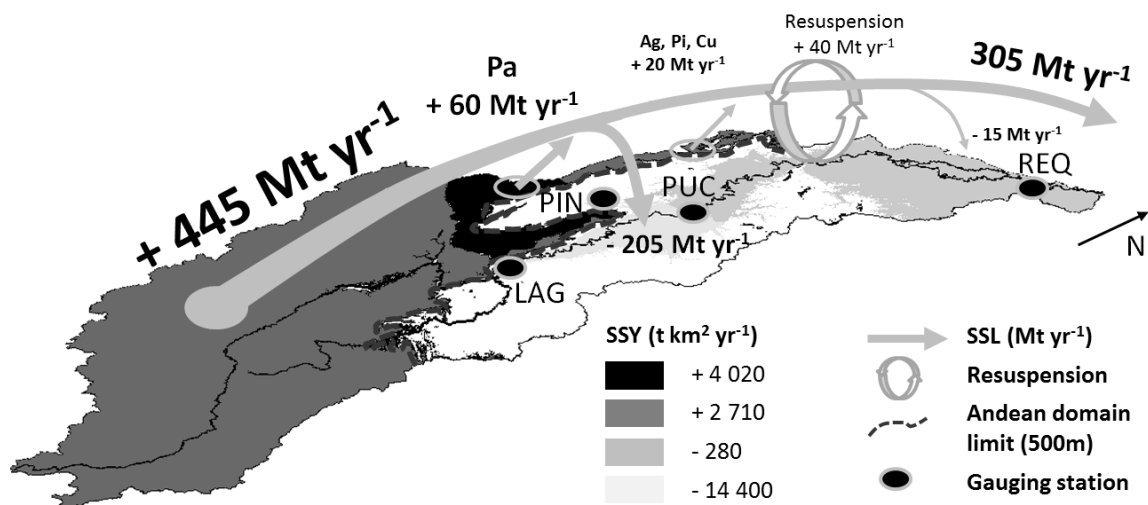 Resuspension
+ 40 Mt yr-1
Ag, Pi, Cu
+ 20 Mt yr-1
305 Mt yr-1
Pa
+ 60 Mt yr-1
+ 445 Mt yr-1
- 15 Mt yr-1
REQ
PUC
PIN
- 205 Mt yr-1
LAG
N
SSY (t km2 yr-1)
+ 4 020
+ 2 710
- 280
- 14 400
SSL (Mt yr-1)
Resuspension
Andean domain
limit (500m)
Gauging station